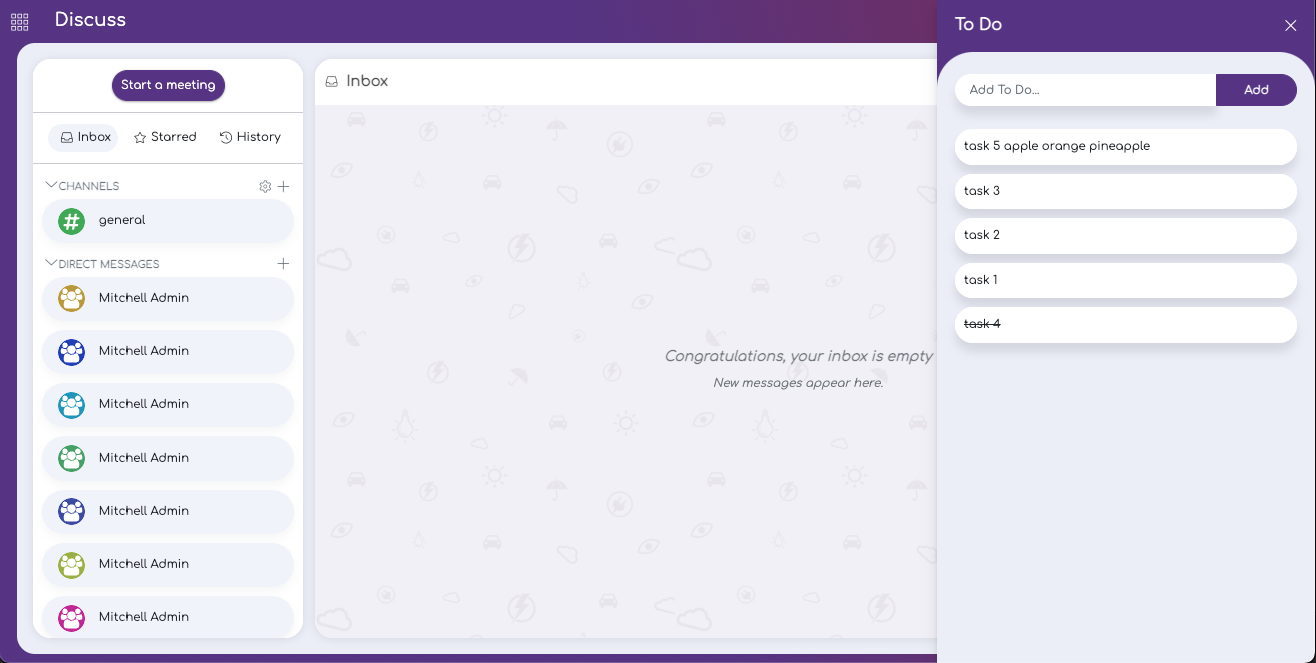 Discuss
Start a meeting
Inbox
Starred
History
CHANNELS
general
DIRECT MESSAGES
Mitchell Admin
Mitchell Admin
Mitchell Admin
Mitchell Admin
Mitchell Admin
Mitchell Admin
Mitchell Admin
Inbox
Congratulations, your inbox is empty
New messages appear here.
To Do
Add To Do...
Add
task 5 apple orange pineapple
task 3
task 2
task 1
task 4